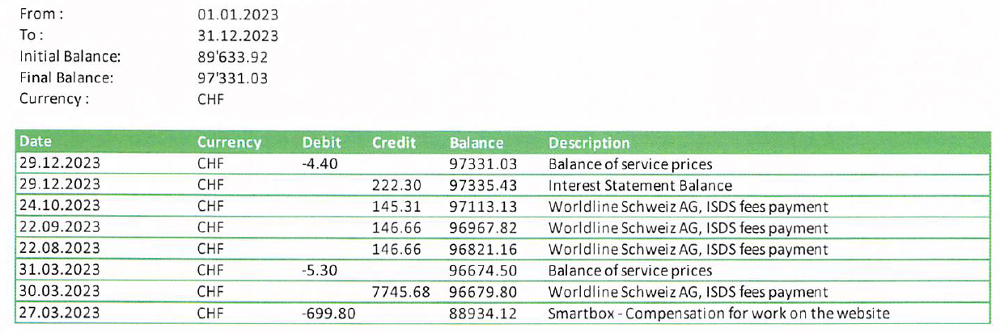 From : 01.01.2023
To : 31.12.2023
Initial Balance: 89'633.92
Final Balance: 97'331.03
Currency : CHF
Date Currency Debit Credit Balance Description
29.12.2023 CHF -4.40 97331.03 Balance of service prices
29.12.2023 CHF 222.30 97335.43 Interest Statement Balance
24.10.2023 CHF 145.31 97113.13 Worldline Schweiz AG, ISDS fees payment
22.09.2023 CHF 146.66 96967.82 Worldline Schweiz AG, ISDS fees payment
22.08.2023 CHF 146.66 96821.16 Worldline Schweiz AG, ISDS fees payment
31.03.2023 CHF -5.30 96674.50 Balance of service prices
30.03.2023 CHF 7745.68 96679.80 Worldline Schweiz AG, ISDS fees payment
27.03.2023 CHF -699.80 88934.12 Smartbox - Compensation for work on the website